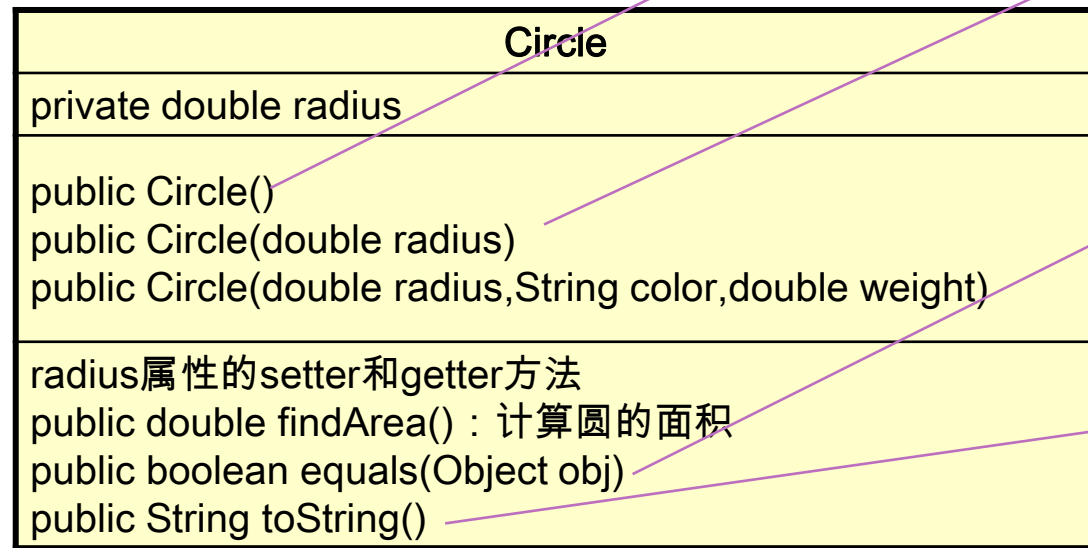 Circle
private double radius
public Circle()
public Circle(double radius)
public Circle(double radius,String color,double weight)
radius属性的setter和getter方法
public double findArea()：计算圆的面积
public boolean equals(Object obj)
public String toString()